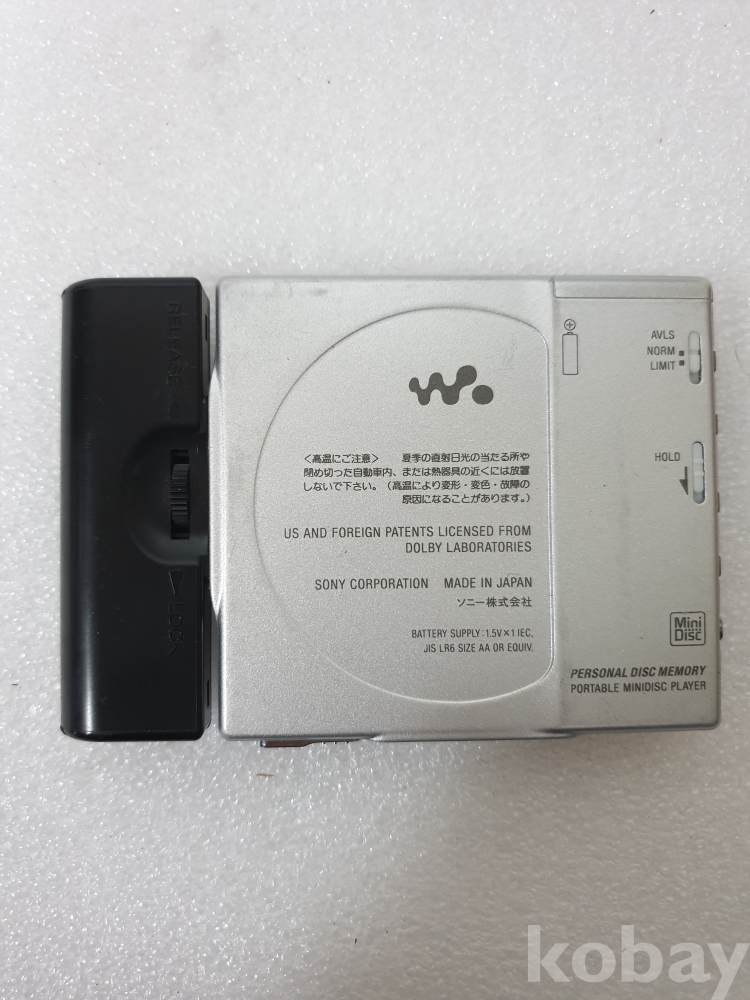 RELEASE
LOCK
AVLS
NORM
LIMIT
HOLD
〈高温にご注意〉 夏季の直射日光の当たる所や
閉め切った自動車内、または熱器具の近くには放置
しないで下さい。（高温により変形・変色・故障の
原因になることがあります。）
US AND FOREIGN PATENTS LICENSED FROM
DOLBY LABORATORIES
SONY CORPORATION MADE IN JAPAN
ソニー株式会社
BATTERY SUPPLY : 1.5V×1 IEC,
JIS LR6 SIZE AA OR EQUIV.
Mini
Disc
PERSONAL DISC MEMORY
PORTABLE MINIDISC PLAYER
kobay